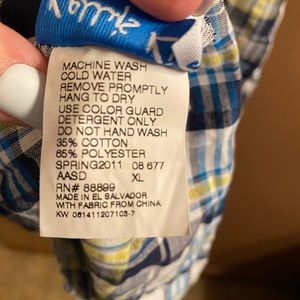 MACHINE WASH
COLD WATER
REMOVE PROMPTLY
HANG TO DRY
USE COLOR GUARD
DETERGENT ONLY
DO NOT HAND WASH
35% COTTON
65% POLYESTER
SPRING2011 08 677
AASD XL
RN# 88899
MADE IN EL SALVADOR
WITH FABRIC FROM CHINA
KW 061411207103-7